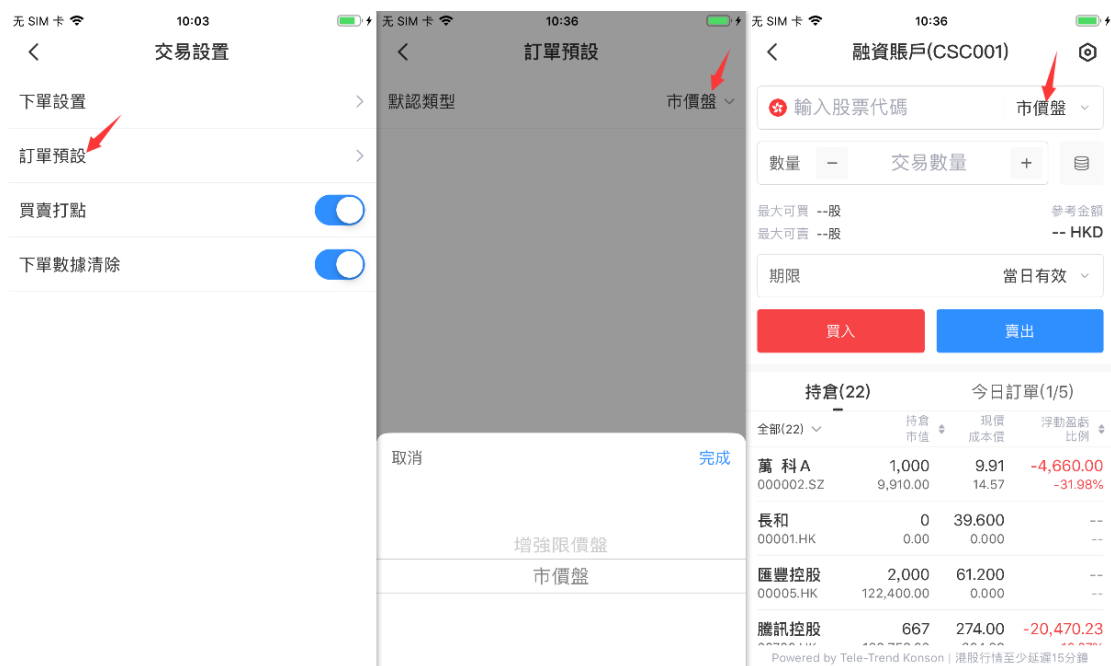 无 SIM 卡
10:03
交易設置
下單設置
訂單預設
買賣打點
下單數據清除
无 SIM 卡
10:36
訂單預設
默認類型 市價盤
取消 完成
增強限價盤
市價盤
无 SIM 卡
10:36
融資賬戶(CSC001)
輸入股票代碼 市價盤
數量 − 交易數量 +
最大可買 --股 參考金額
最大可賣 --股 -- HKD
期限 當日有效
買入 賣出
持倉(22) 今日訂單(1/5)
全部(22) 持倉 現價 浮動盈虧
市值 成本價 比例
萬 科A 1,000 9.91 -4,660.00
000002.SZ 9,910.00 14.57 -31.98%
長和 0 39.600 --
00001.HK 0.00 0.000 --
匯豐控股 2,000 61.200 --
00005.HK 122,400.00 0.000 --
騰訊控股 667 274.00 -20,470.23
Powered by Tele-Trend Konson | 港股行情至少延遲15分鐘